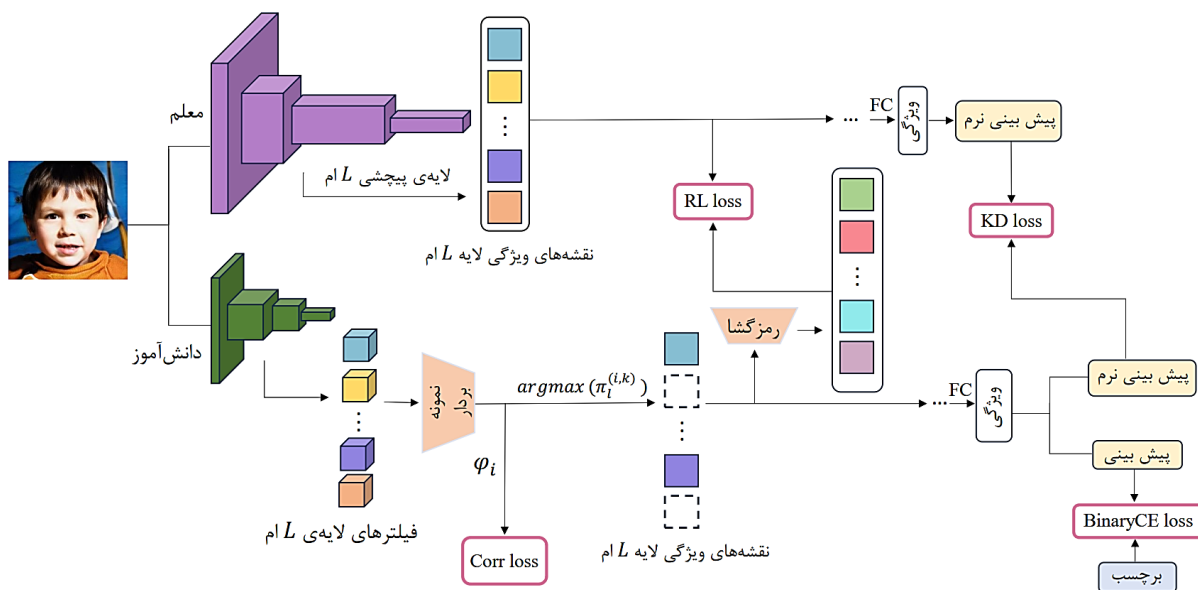 معلم
لایه‌ی پیچشی L ام
نقشه‌های ویژگی لایه L ام
RL loss
...
FC
ویژگی
پیش بینی نرم
KD loss
دانش‌آموز
فیلترهای لایه‌ی L ام
نمونه
بردار
argmax (π_l^(i,k))
φ_i
Corr loss
نقشه‌های ویژگی لایه L ام
رمزگشا
...
FC
ویژگی
پیش بینی نرم
پیش بینی
BinaryCE loss
برچسب